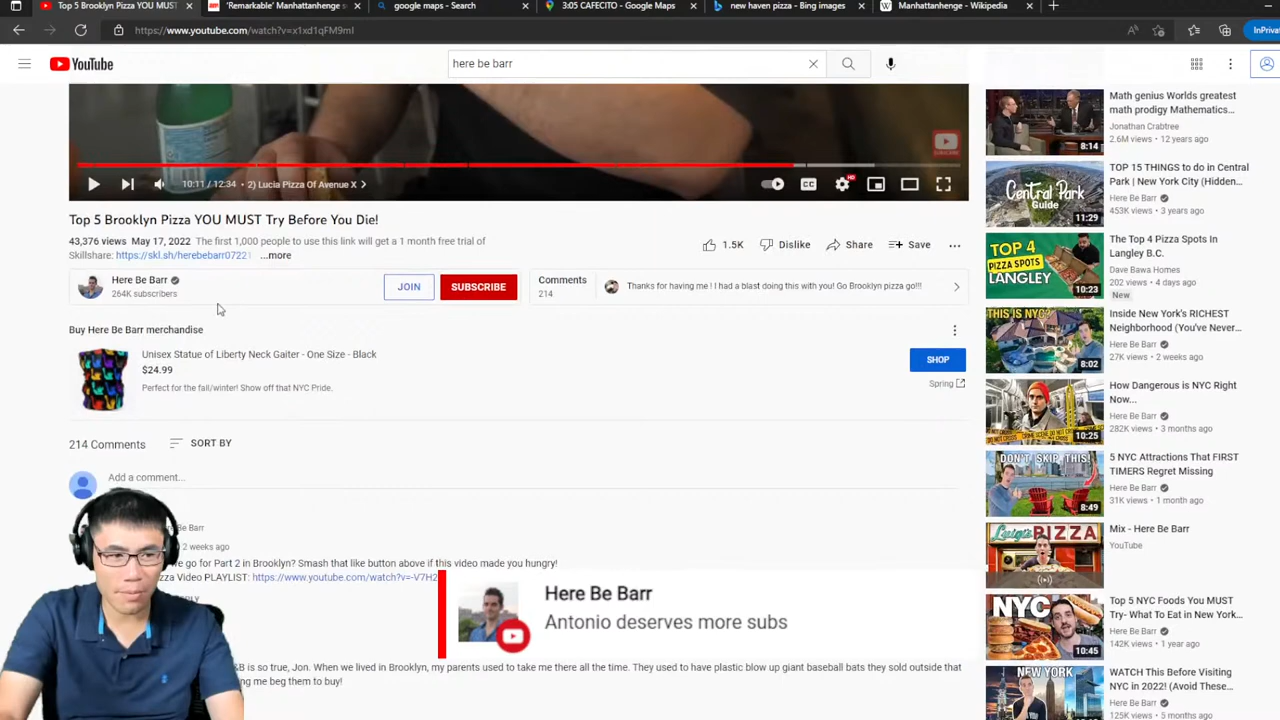 Top 5 Brooklyn Pizza YOU MUST
'Remarkable' Manhattanhenge s
google maps - Search
3:05 CAFECITO - Google Maps
new haven pizza - Bing images
Manhattanhenge - Wikipedia
https://www.youtube.com/watch?v=x1xd1qFM9mI
InPrivate
YouTube
here be barr
SUBSCRIBE
10:11 / 12:34 • 2) Lucia Pizza Of Avenue X >
Top 5 Brooklyn Pizza YOU MUST Try Before You Die!
43,376 views May 17, 2022 The first 1,000 people to use this link will get a 1 month free trial of
Skillshare: https://skl.sh/herebebarr0722 ...more
1.5K Dislike Share Save ...
Here Be Barr
264K subscribers
JOIN SUBSCRIBE
Comments
214
Thanks for having me ! I had a blast doing this with you! Go Brooklyn pizza go!!!
Buy Here Be Barr merchandise
Unisex Statue of Liberty Neck Gaiter - One Size - Black
$24.99
Perfect for the fall/winter! Show off that NYC Pride.
SHOP
Spring
214 Comments SORT BY
Add a comment...
Barr
2 weeks ago
we go for Part 2 in Brooklyn? Smash that like button above if this video made you hungry!
Video PLAYLIST: https://www.youtube.com/watch?v=-V7H2
Here Be Barr
Antonio deserves more subs
&B is so true, Jon. When we lived in Brooklyn, my parents used to take me there all the time. They used to have plastic blow up giant baseball bats they sold outside that
me beg them to buy!
Math genius Worlds greatest
math prodigy Mathematics...
Jonathan Crabtree
2.6M views • 12 years ago
8:14
TOP 15 THINGS to do in Central
Park | New York City (Hidden...
Here Be Barr
453K views • 3 years ago
Central Park
Guide
11:29
The Top 4 Pizza Spots In
Langley B.C.
Dave Bawa Homes
202 views • 4 days ago
New
TOP 4
PIZZA SPOTS
LANGLEY
10:23
Inside New York's RICHEST
Neighborhood (You've Never...
Here Be Barr
27K views • 2 weeks ago
THIS IS NYC?
8:02
How Dangerous is NYC Right
Now...
Here Be Barr
282K views • 3 months ago
10:25
5 NYC Attractions That FIRST
TIMERS Regret Missing
Here Be Barr
31K views • 1 month ago
DON'T SKIP THIS!
8:49
Mix - Here Be Barr
YouTube
Luigi's PIZZA
Top 5 NYC Foods You MUST
Try- What To Eat in New York...
Here Be Barr
142K views • 1 year ago
NYC
10:45
WATCH This Before Visiting
NYC in 2022! (Avoid These...
Here Be Barr
125K views • 5 months ago
NEW YORK